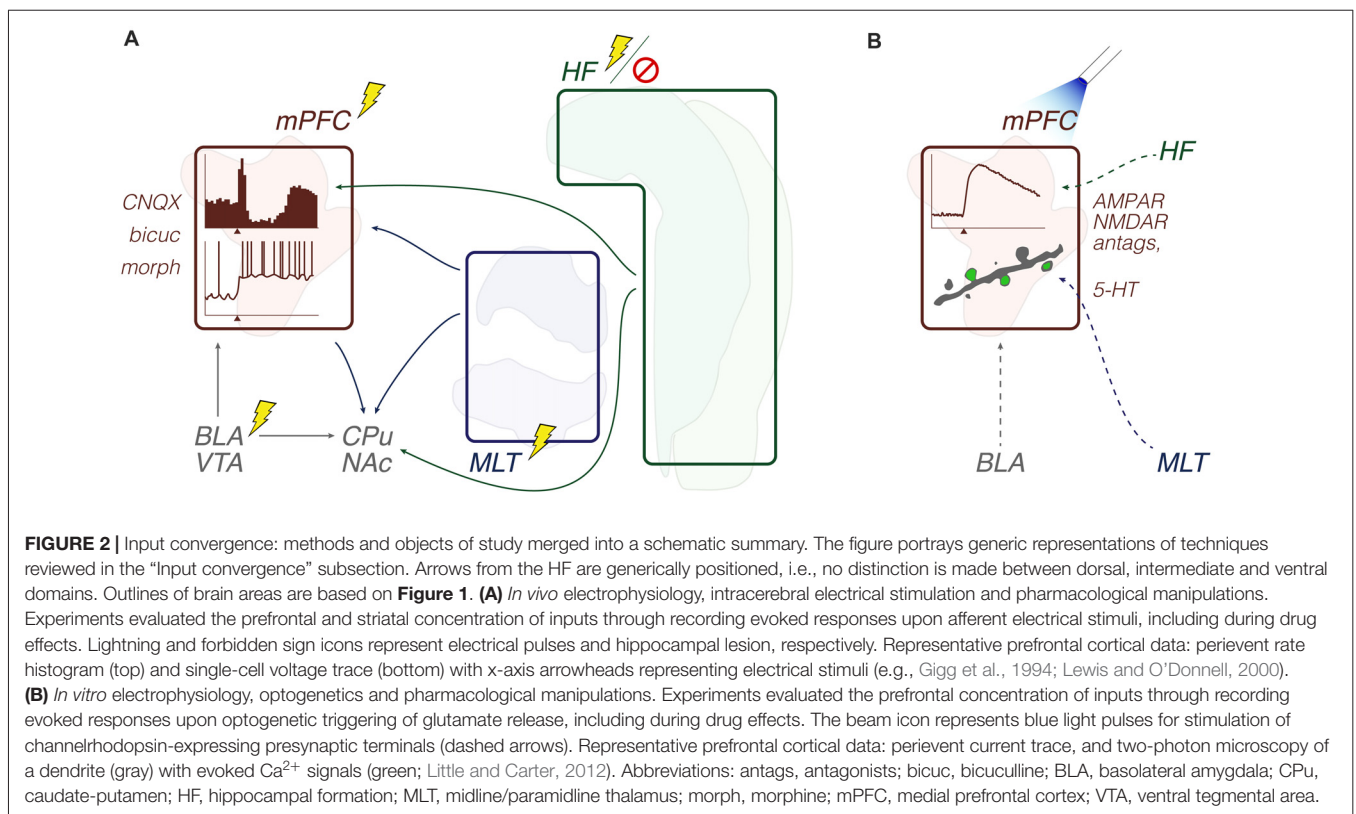 A
B
HF
mPFC
mPFC
HF
CNQX
bicuc
morph
AMPAR
NMDAR
antags,
5-HT
BLA
VTA
CPu
NAc
MLT
BLA
MLT
FIGURE 2 | Input convergence: methods and objects of study merged into a schematic summary. The figure portrays generic representations of techniques
reviewed in the “Input convergence” subsection. Arrows from the HF are generically positioned, i.e., no distinction is made between dorsal, intermediate and ventral
domains. Outlines of brain areas are based on Figure 1. (A) In vivo electrophysiology, intracerebral electrical stimulation and pharmacological manipulations.
Experiments evaluated the prefrontal and striatal concentration of inputs through recording evoked responses upon afferent electrical stimuli, including during drug
effects. Lightning and forbidden sign icons represent electrical pulses and hippocampal lesion, respectively. Representative prefrontal cortical data: perievent rate
histogram (top) and single-cell voltage trace (bottom) with x-axis arrowheads representing electrical stimuli (e.g., Gigg et al., 1994; Lewis and O’Donnell, 2000).
(B) In vitro electrophysiology, optogenetics and pharmacological manipulations. Experiments evaluated the prefrontal concentration of inputs through recording
evoked responses upon optogenetic triggering of glutamate release, including during drug effects. The beam icon represents blue light pulses for stimulation of
channelrhodopsin-expressing presynaptic terminals (dashed arrows). Representative prefrontal cortical data: perievent current trace, and two-photon microscopy of
a dendrite (gray) with evoked Ca²⁺ signals (green; Little and Carter, 2012). Abbreviations: antags, antagonists; bicuc, bicuculline; BLA, basolateral amygdala; CPu,
caudate-putamen; HF, hippocampal formation; MLT, midline/paramidline thalamus; morph, morphine; mPFC, medial prefrontal cortex; VTA, ventral tegmental area.